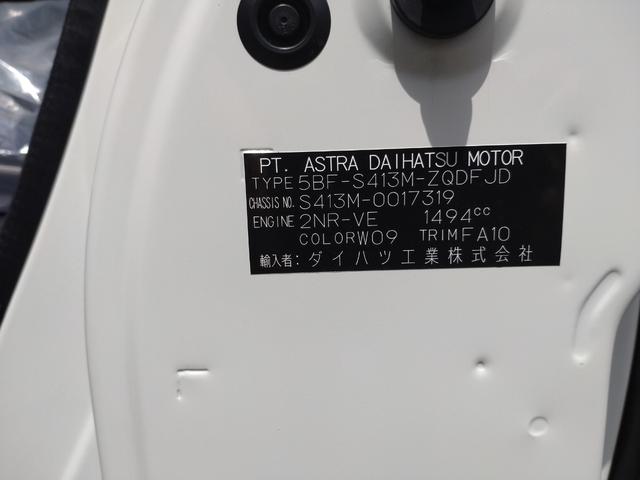 PT. ASTRA DAIHATSU MOTOR
TYPE 5BF-S413M-ZQDFJD
CHASSIS NO. S413M-0017319
ENGINE 2NR-VE 1494cc
COLOR W09 TRIM FA10
輸入者: ダイハツ工業株式会社